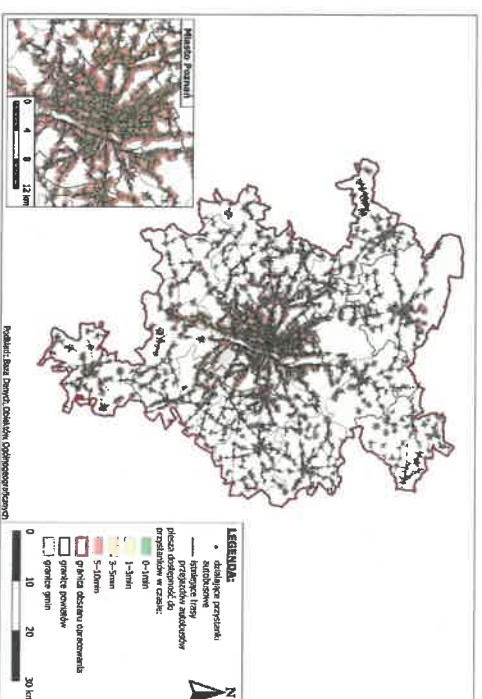 Miasto Poznań
0 4 8 12 km
Podkład: Baza Danych Obiektów Ogólnogeograficznych
LEGENDA:
działające przystanki
autobusowe
istniejące trasy
przejazdów autobusów
piesza dostępność do
przystanków w czasie:
0-1min
1-3min
3-5min
5-10min
granica obszaru opracowania
granice powiatów
granice gmin
N
0 10 20 30 km